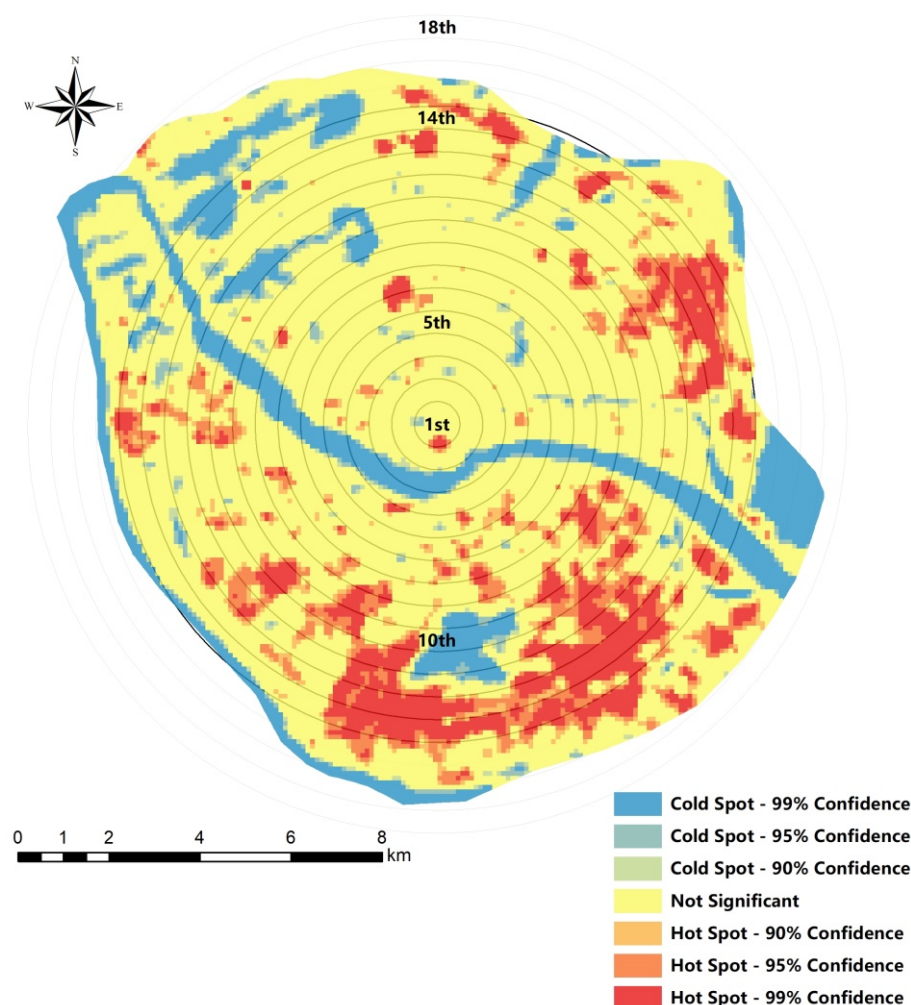 18th
N
W E
S
14th
5th
1st
10th
0 1 2 4 6 8
km
Cold Spot - 99% Confidence
Cold Spot - 95% Confidence
Cold Spot - 90% Confidence
Not Significant
Hot Spot - 90% Confidence
Hot Spot - 95% Confidence
Hot Spot - 99% Confidence